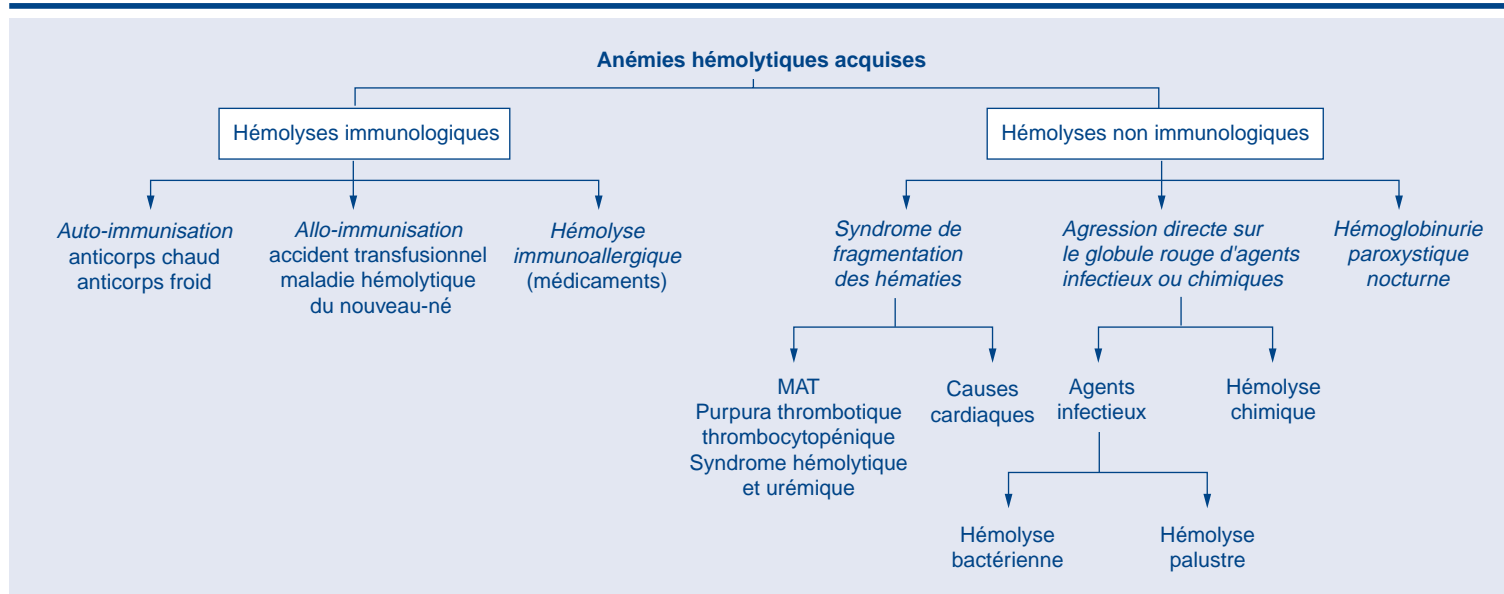 Anémies hémolytiques acquises
Hémolyses immunologiques
Hémolyses non immunologiques
Auto-immunisation
anticorps chaud
anticorps froid
Allo-immunisation
accident transfusionnel
maladie hémolytique
du nouveau-né
Hémolyse
immunoallergique
(médicaments)
Syndrome de
fragmentation
des hématies
Agression directe sur
le globule rouge d'agents
infectieux ou chimiques
Hémoglobinurie
paroxystique
nocturne
MAT
Purpura thrombotique
thrombocytopénique
Syndrome hémolytique
et urémique
Causes
cardiaques
Agents
infectieux
Hémolyse
chimique
Hémolyse
bactérienne
Hémolyse
palustre